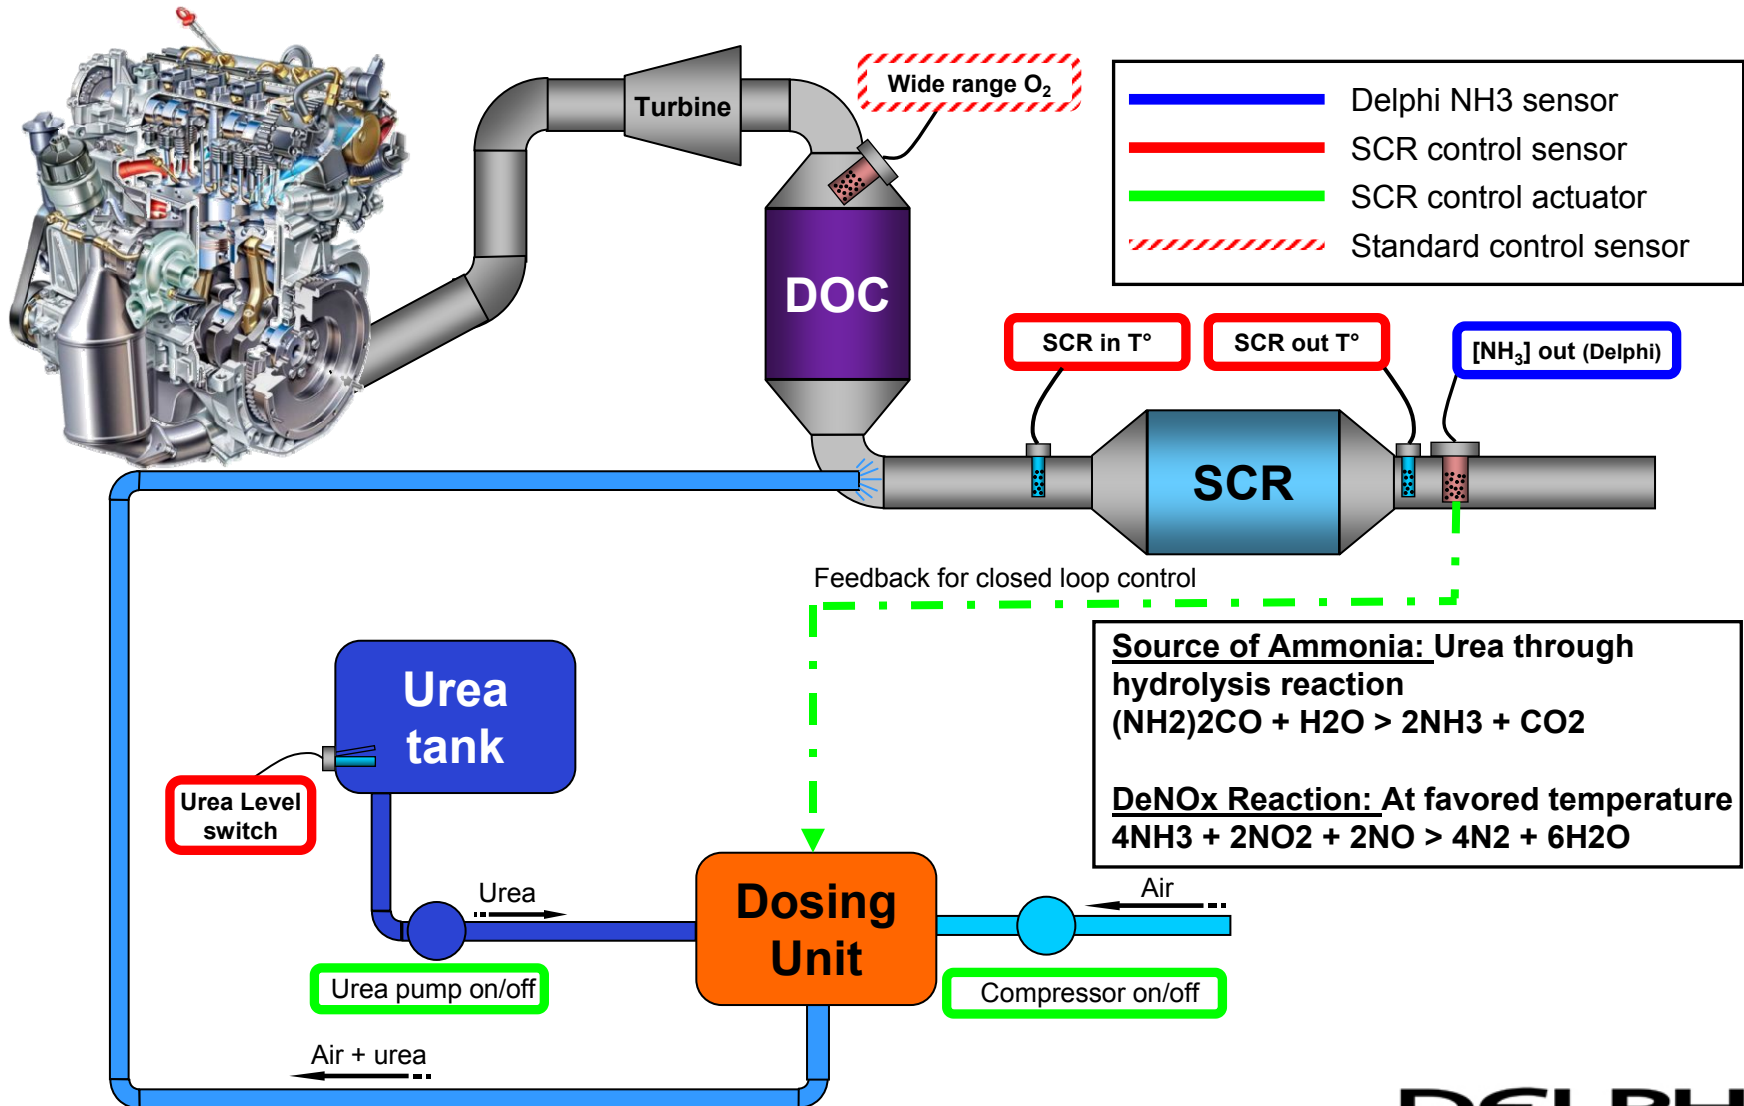 Wide range O₂
Turbine
Delphi NH3 sensor
SCR control sensor
SCR control actuator
Standard control sensor
DOC
SCR in T°
SCR out T°
[NH₃] out (Delphi)
SCR
Feedback for closed loop control
Source of Ammonia: Urea through
hydrolysis reaction
(NH2)2CO + H2O > 2NH3 + CO2
DeNOx Reaction: At favored temperature
4NH3 + 2NO2 + 2NO > 4N2 + 6H2O
Urea
tank
Urea Level
switch
Urea
Dosing
Unit
Air
Urea pump on/off
Compressor on/off
Air + urea